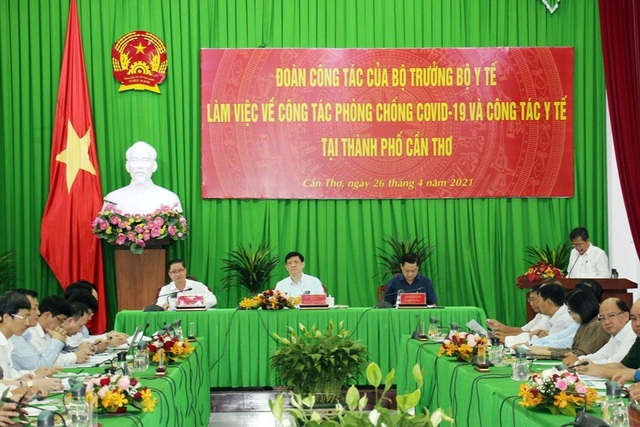 ĐOÀN CÔNG TÁC CỦA BỘ TRƯỞNG BỘ Y TẾ
LÀM VIỆC VỀ CÔNG TÁC PHÒNG CHỐNG COVID-19 VÀ CÔNG TÁC Y TẾ
TẠI THÀNH PHỐ CẦN THƠ
Cần Thơ, ngày 26 tháng 4 năm 2021